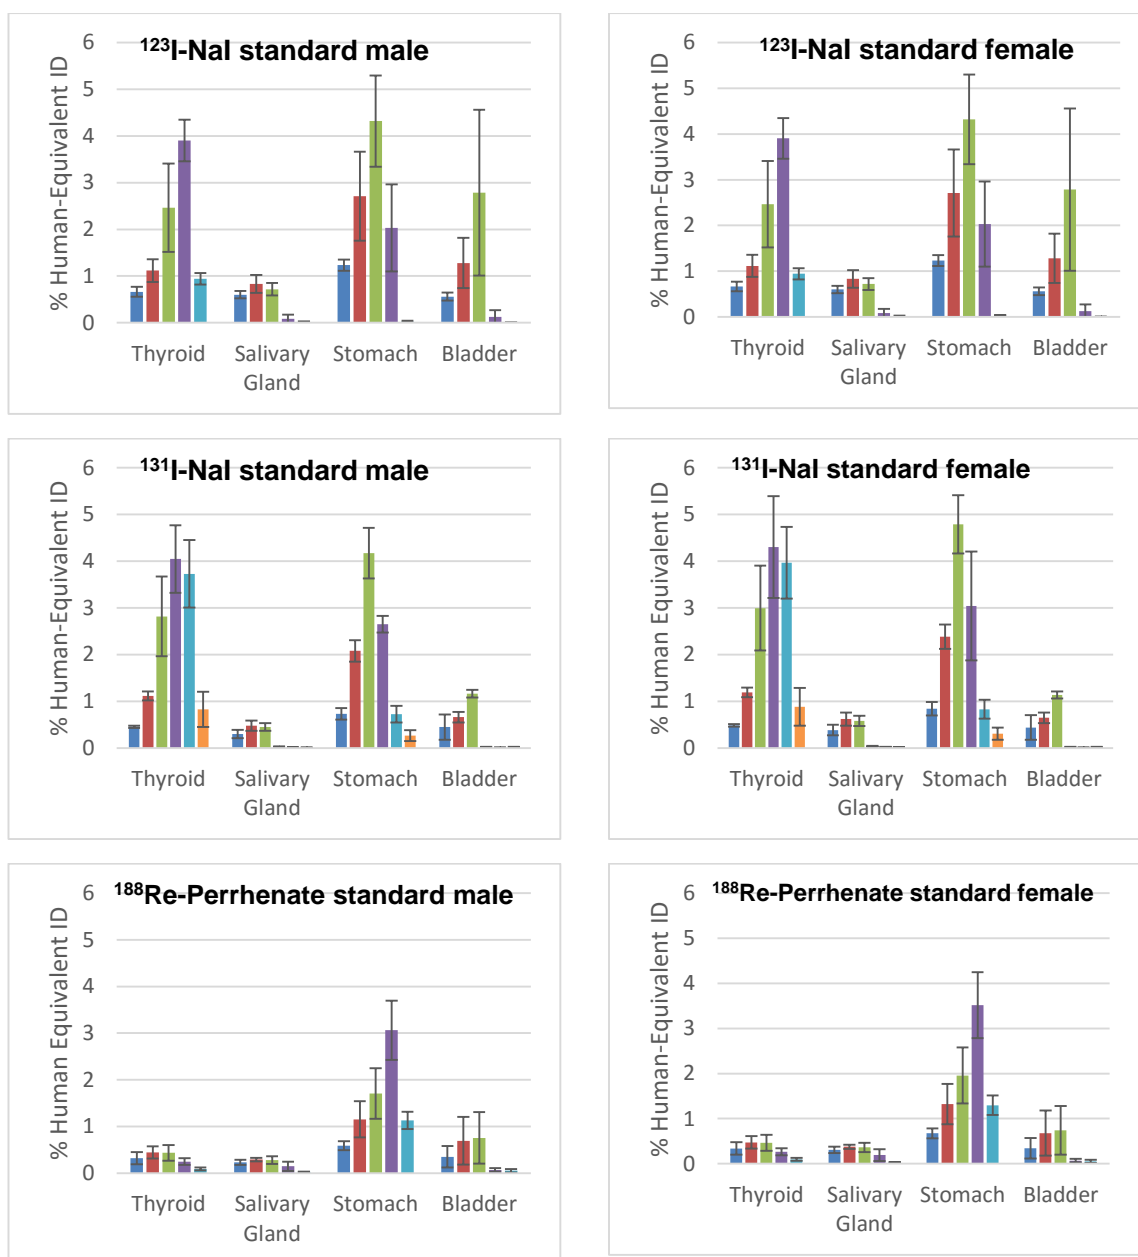 ¹²³I-NaI standard male
% Human-Equivalent ID
6
5
4
3
2
1
0
Thyroid Salivary Gland Stomach Bladder
¹²³I-NaI standard female
% Human-Equivalent ID
6
5
4
3
2
1
0
Thyroid Salivary Gland Stomach Bladder
¹³¹I-NaI standard male
% Human-Equivalent ID
6
5
4
3
2
1
0
Thyroid Salivary Gland Stomach Bladder
¹³¹I-NaI standard female
% Human Equivalent ID
6
5
4
3
2
1
0
Thyroid Salivary Gland Stomach Bladder
¹⁸⁸Re-Perrhenate standard male
% Human Equivalent ID
6
5
4
3
2
1
0
Thyroid Salivary Gland Stomach Bladder
¹⁸⁸Re-Perrhenate standard female
% Human-Equivalent ID
6
5
4
3
2
1
0
Thyroid Salivary Gland Stomach Bladder